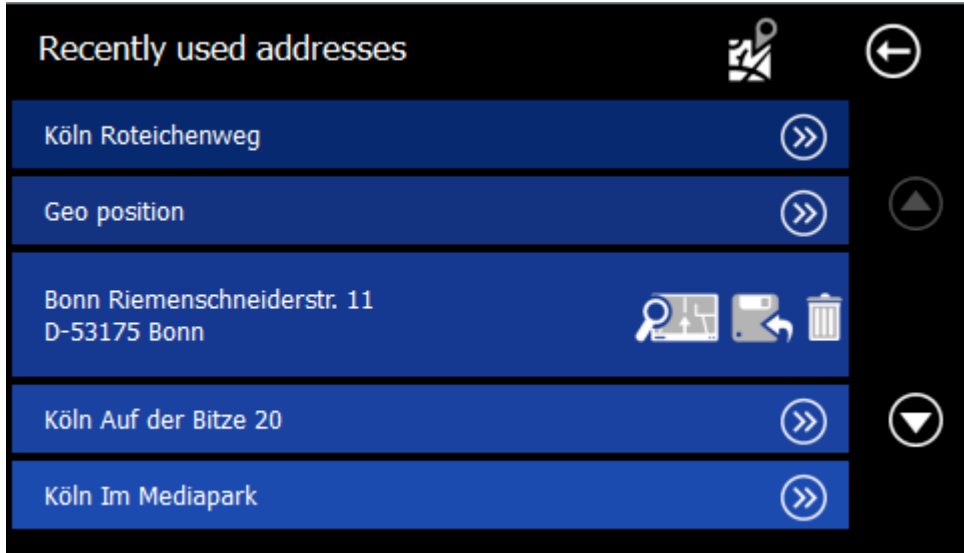 Recently used addresses
Köln Roteichenweg
Geo position
Bonn Riemenschneiderstr. 11
D-53175 Bonn
Köln Auf der Bitze 20
Köln Im Mediapark